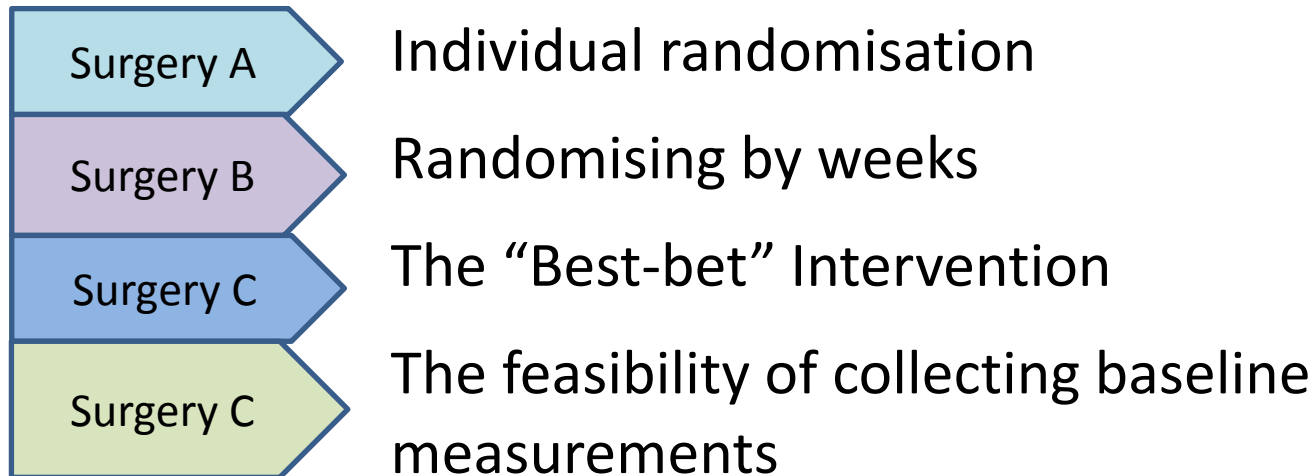 Surgery A
Individual randomisation
Surgery B
Randomising by weeks
Surgery C
The “Best-bet” Intervention
Surgery C
The feasibility of collecting baseline
measurements